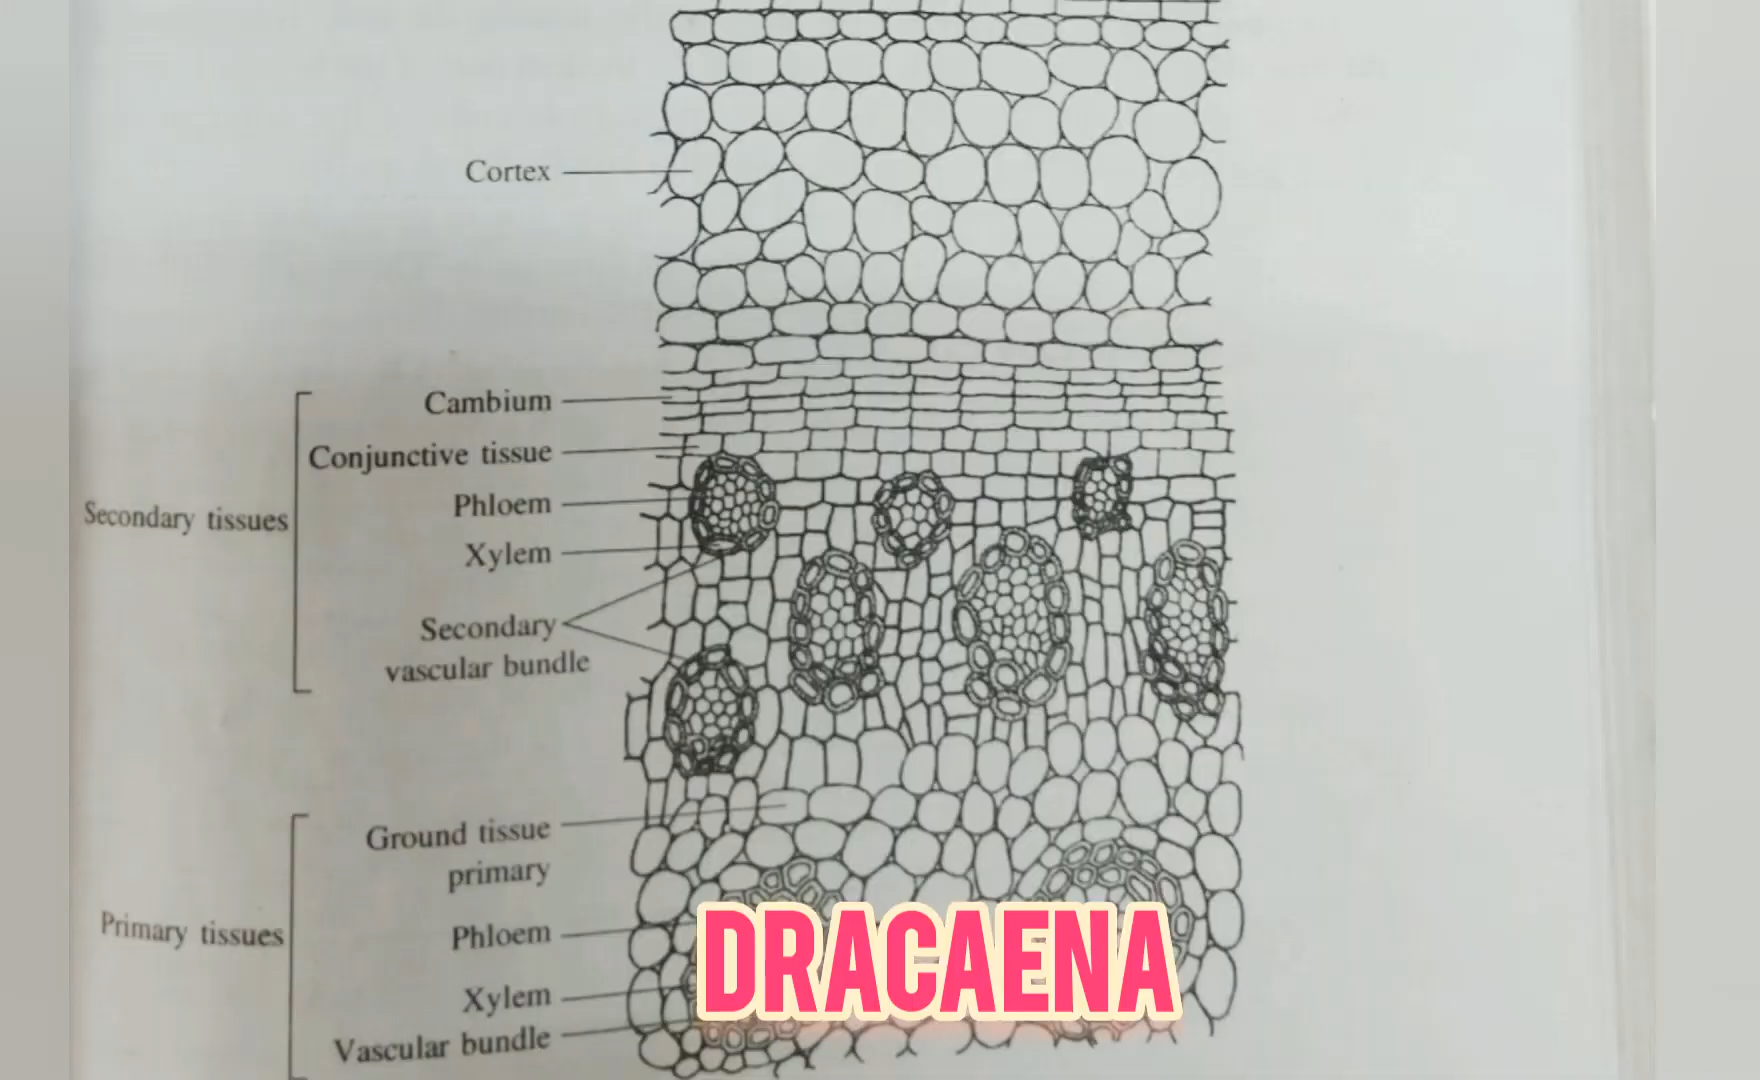 Cortex
Cambium
Conjunctive tissue
Phloem
Secondary tissues
Xylem
Secondary
vascular bundle
Ground tissue
primary
Primary tissues
Phloem
Xylem
Vascular bundle
DRACAENA